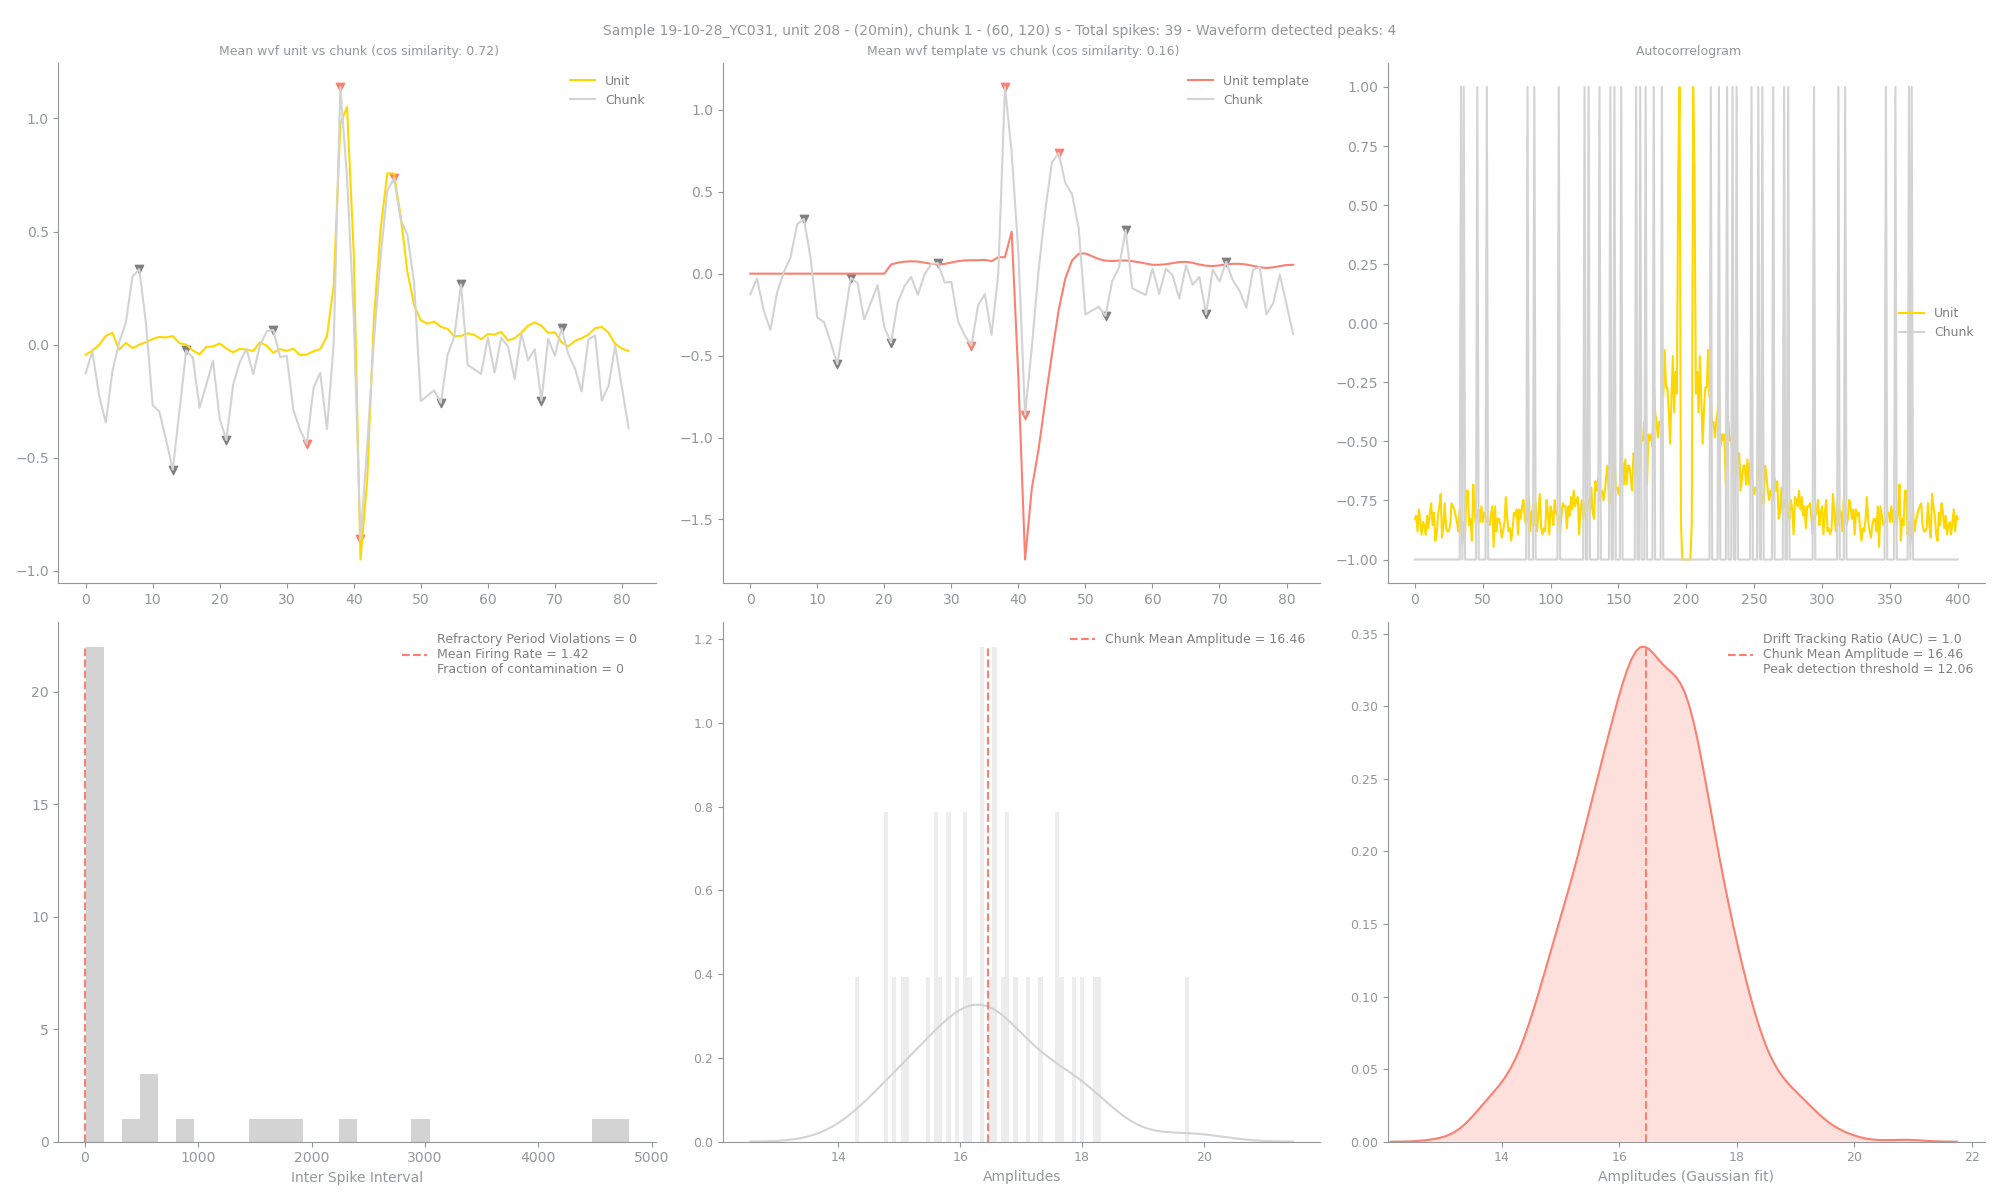 Sample 19-10-28_YC031, unit 208 - (20min), chunk 1 - (60, 120) s - Total spikes: 39 - Waveform detected peaks: 4
Mean wvf unit vs chunk (cos similarity: 0.72)
Unit
Chunk
1.0
0.5
0.0
−0.5
−1.0
0 10 20 30 40 50 60 70 80
Mean wvf template vs chunk (cos similarity: 0.16)
Unit template
Chunk
1.0
0.5
0.0
−0.5
−1.0
−1.5
0 10 20 30 40 50 60 70 80
Autocorrelogram
Unit
Chunk
1.00
0.75
0.50
0.25
0.00
−0.25
−0.50
−0.75
−1.00
0 50 100 150 200 250 300 350 400
Refractory Period Violations = 0
Mean Firing Rate = 1.42
Fraction of contamination = 0
20
15
10
5
0
0 1000 2000 3000 4000 5000
Inter Spike Interval
Chunk Mean Amplitude = 16.46
1.2
1.0
0.8
0.6
0.4
0.2
0.0
14 16 18 20
Amplitudes
Drift Tracking Ratio (AUC) = 1.0
Chunk Mean Amplitude = 16.46
Peak detection threshold = 12.06
0.35
0.30
0.25
0.20
0.15
0.10
0.05
0.00
14 16 18 20 22
Amplitudes (Gaussian fit)